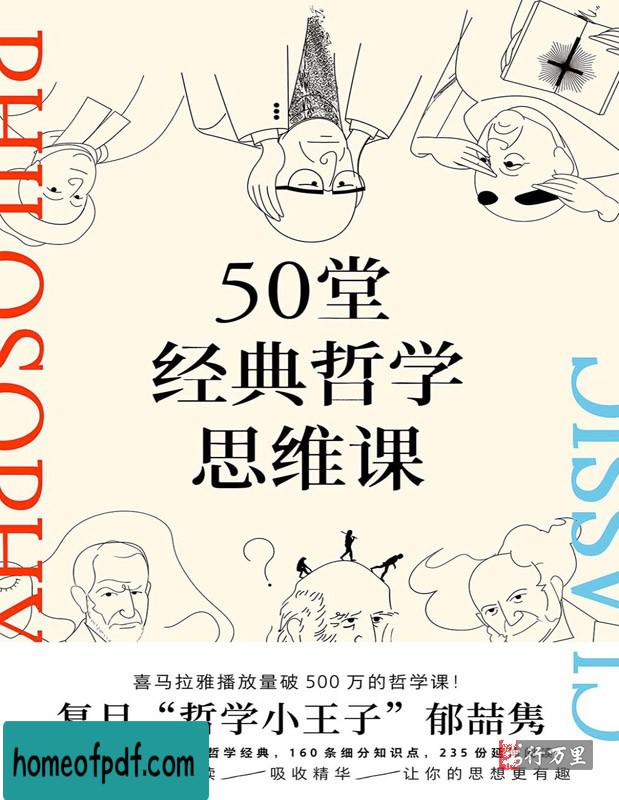 PHILOSOPHY
50堂
经典哲学
思维课
CLASSIC
喜马拉雅播放量破 500 万的哲学课！
复旦“哲学小王子”郁喆隽
哲学经典，160 条细分知识点，235 份延
读——吸收精华——让你的思想更有趣
homeofpdf.com
行万里